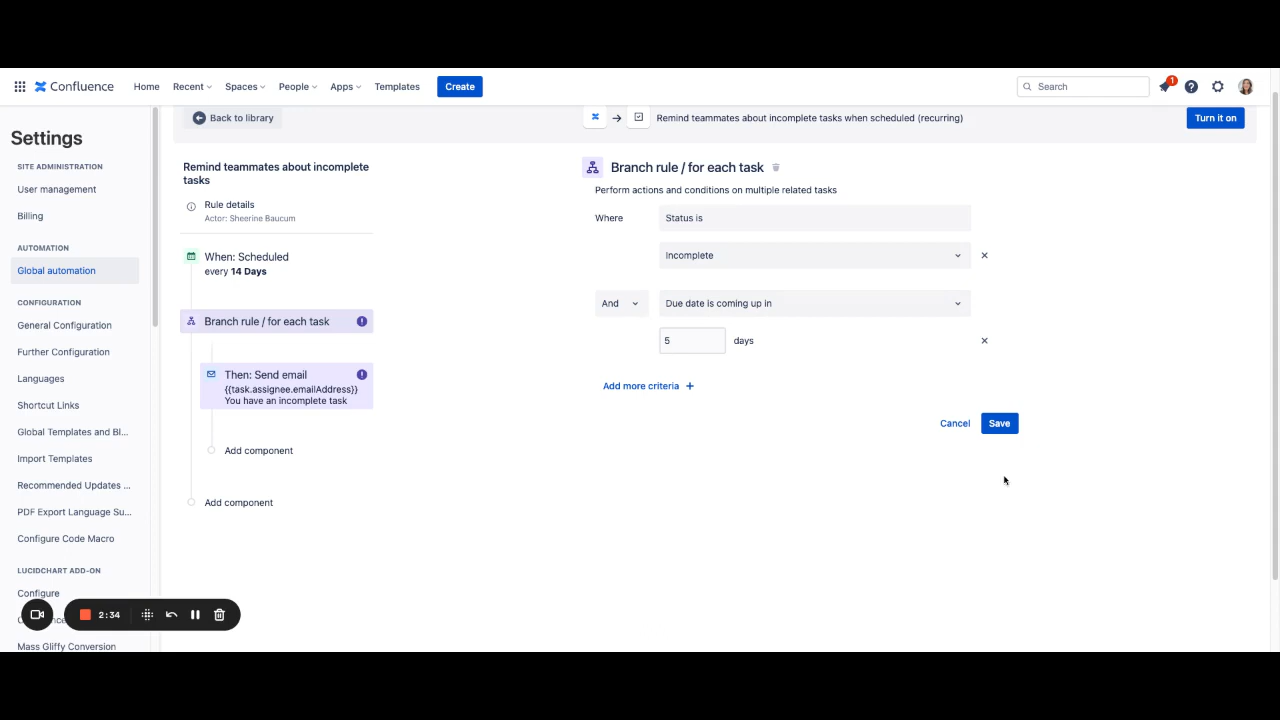 Confluence Home Recent Spaces People Apps Templates Create Search 1
Settings
SITE ADMINISTRATION
User management
Billing
AUTOMATION
Global automation
CONFIGURATION
General Configuration
Further Configuration
Languages
Shortcut Links
Global Templates and Bl...
Import Templates
Recommended Updates ...
PDF Export Language Su...
Configure Code Macro
LUCIDCHART ADD-ON
Configure
Mass Gliffy Conversion
2:34
Back to library
Remind teammates about incomplete tasks when scheduled (recurring)
Turn it on
Remind teammates about incomplete
tasks
Rule details
Actor: Sheerine Baucum
When: Scheduled
every 14 Days
Branch rule / for each task
Then: Send email
{{task.assignee.emailAddress}}
You have an incomplete task
Add component
Add component
Branch rule / for each task
Perform actions and conditions on multiple related tasks
Where Status is
Incomplete
And Due date is coming up in
5 days
Add more criteria
Cancel Save